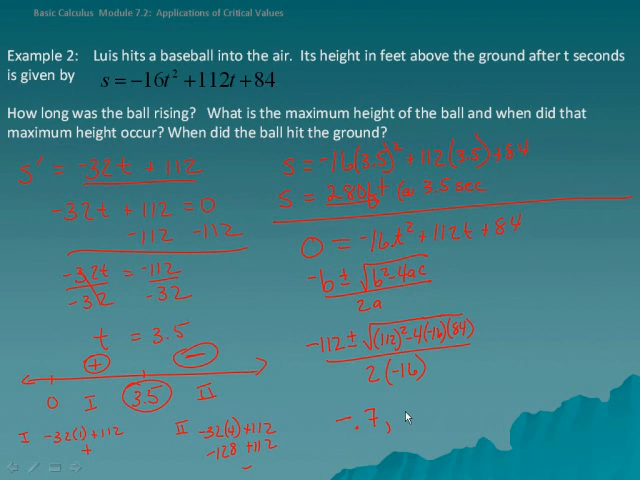 Basic Calculus Module 7.2: Applications of Critical Values
Example 2: Luis hits a baseball into the air. Its height in feet above the ground after t seconds
is given by s = −16t² + 112t + 84
How long was the ball rising? What is the maximum height of the ball and when did that
maximum height occur? When did the ball hit the ground?
s' = -32t + 112
-32t + 112 = 0
-112 -112
-32t = -112
-32 -32
t = 3.5
+ −
0 I 3.5 II
I -32(1) + 112
+
II -32(4) + 112
-128 + 112
−
s = -16(3.5)² + 112(3.5) + 84
s = 280 ft @ 3.5 sec
0 = -16t² + 112t + 84
-b ± √b² - 4ac
2a
-112 ± √(112)² - 4(-16)(84)
2(-16)
-.7,